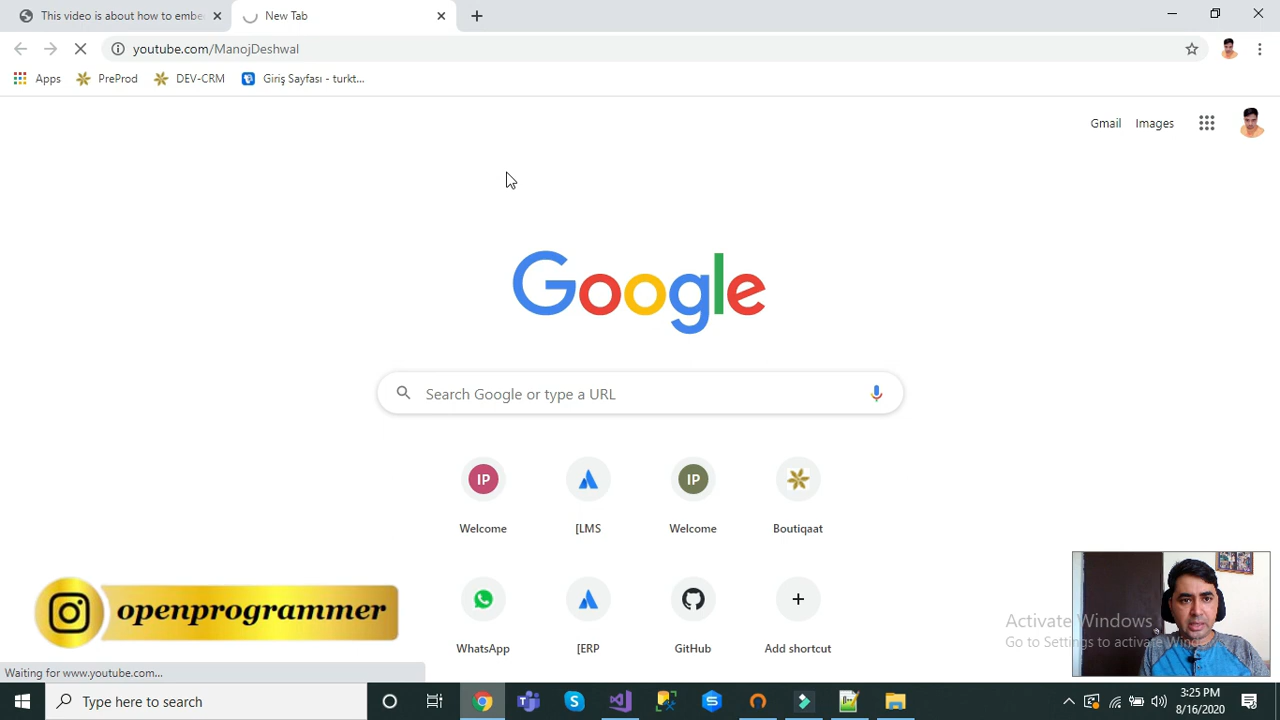 This video is about how to embe
New Tab
youtube.com/ManojDeshwal
Apps
PreProd
DEV-CRM
Giriş Sayfası - turkt...
Gmail
Images
Google
Search Google or type a URL
IP
IP
Welcome
[LMS
Welcome
Boutiqaat
WhatsApp
[ERP
GitHub
Add shortcut
openprogrammer
Activate Windows
Go to Settings to activate Windows.
Waiting for www.youtube.com...
Type here to search
3:25 PM
8/16/2020